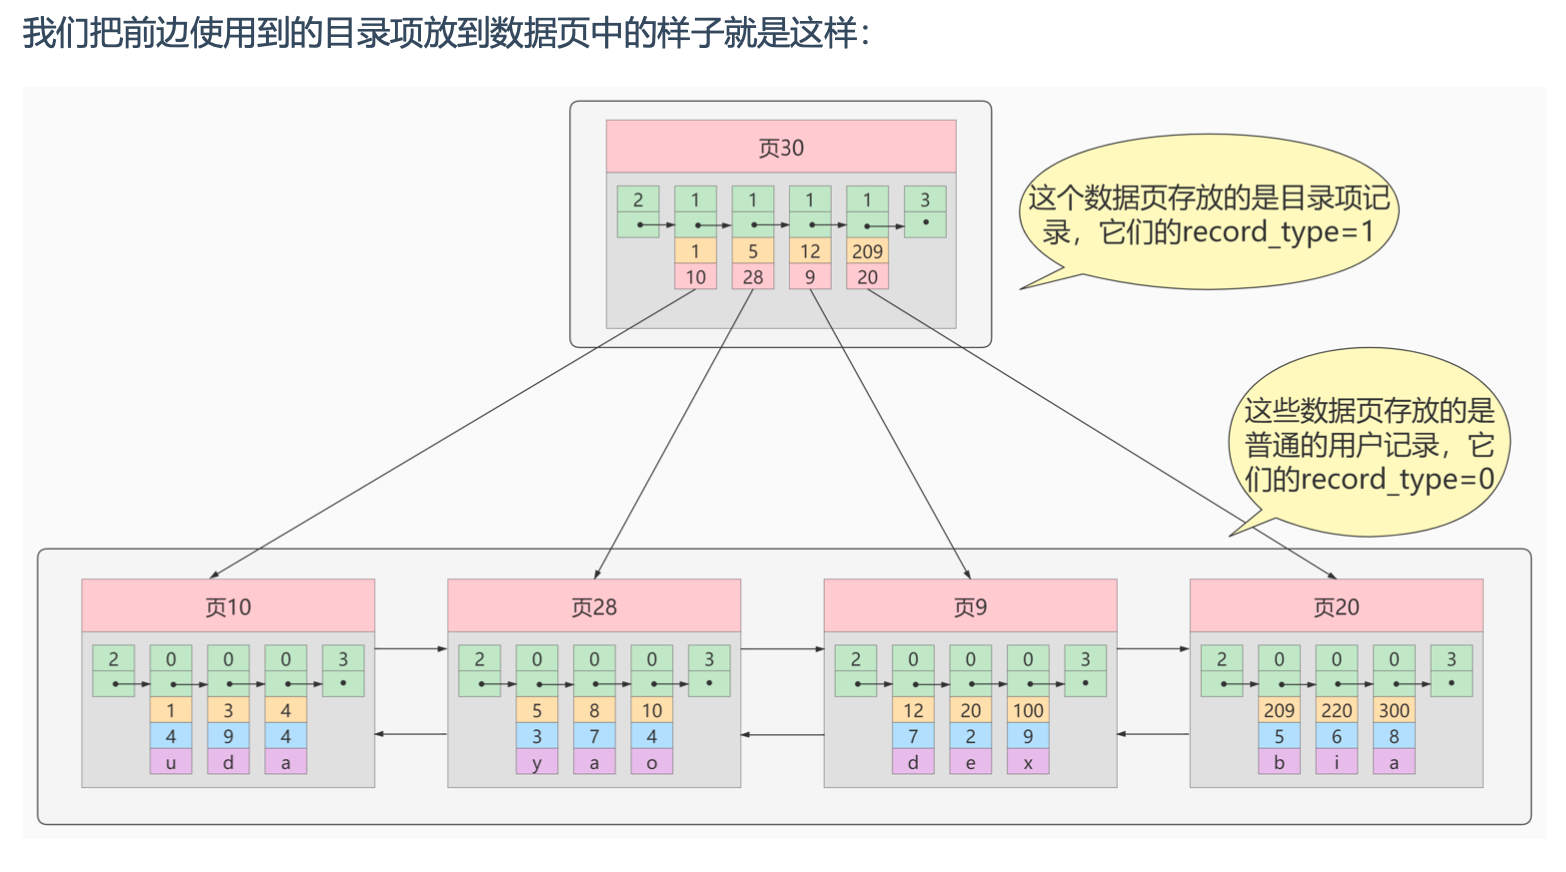 我们把前边使用到的目录项放到数据页中的样子就是这样：
页30
2 1 1 1 1 3
1 5 12 209
10 28 9 20
这个数据页存放的是目录项记
录，它们的record_type=1
这些数据页存放的是
普通的用户记录，它
们的record_type=0
页10
2 0 0 0 3
1 3 4
4 9 4
u d a
页28
2 0 0 0 3
5 8 10
3 7 4
y a o
页9
2 0 0 0 3
12 20 100
7 2 9
d e x
页20
2 0 0 0 3
209 220 300
5 6 8
b i a